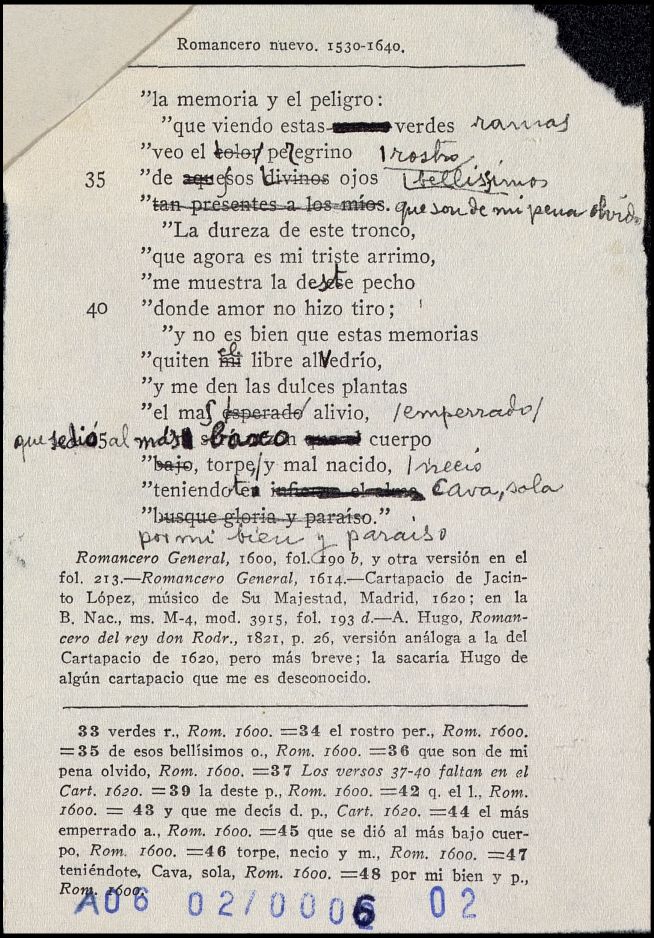 Romancero nuevo. 1530-1640.
"la memoria y el peligro:
"que viendo estas verdes ramas
"veo el color peregrino rostro
35 "de aquesos divinos ojos bellissimos
"tan presentes a los míos. que son de mi pena olvido
"La dureza de este tronco,
"que agora es mi triste arrimo,
"me muestra la deste pecho
40 "donde amor no hizo tiro;
"y no es bien que estas memorias
"quiten mi el libre alvedrío,
"y me den las dulces plantas
"el mas esperado alivio, /emperrado/
que se dió al más baxo cuerpo
"bajo, torpe, y mal nacido, necio
"teniendote Cava, sola
"busque gloria y paraíso."
por mi bien y paraiso
Romancero General, 1600, fol. 190 b, y otra versión en el
fol. 213.—Romancero General, 1614.—Cartapacio de Jacin-
to López, músico de Su Majestad, Madrid, 1620; en la
B. Nac., ms. M-4, mod. 3915, fol. 193 d.—A. Hugo, Roman-
cero del rey don Rodr., 1821, p. 26, versión análoga a la del
Cartapacio de 1620, pero más breve; la sacaría Hugo de
algún cartapacio que me es desconocido.
33 verdes r., Rom. 1600. =34 el rostro per., Rom. 1600.
=35 de esos bellísimos o., Rom. 1600. =36 que son de mi
pena olvido, Rom. 1600. =37 Los versos 37-40 faltan en el
Cart. 1620. =39 la deste p., Rom. 1600. =42 q. el l., Rom.
1600. = 43 y que me decís d. p., Cart. 1620. =44 el más
emperrado a., Rom. 1600. =45 que se dió al más bajo cuer-
po, Rom. 1600. =46 torpe, necio y m., Rom. 1600. =47
teniéndote, Cava, sola, Rom. 1600. =48 por mi bien y p.,
Rom. 1600.
A06 02/0006 02